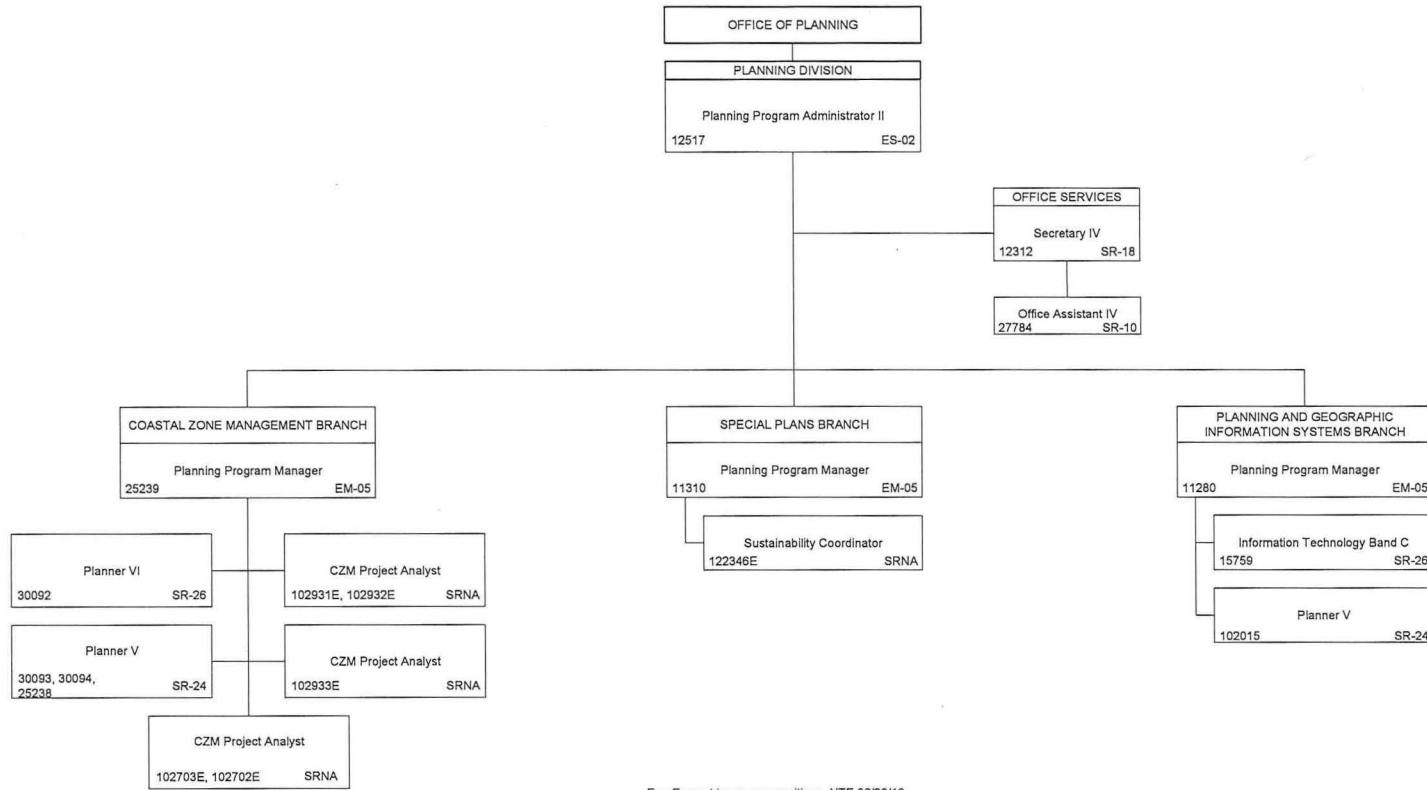 OFFICE OF PLANNING
PLANNING DIVISION
Planning Program Administrator II
12517 ES-02
OFFICE SERVICES
Secretary IV
12312 SR-18
Office Assistant IV
27784 SR-10
COASTAL ZONE MANAGEMENT BRANCH
Planning Program Manager
25239 EM-05
Planner VI
30092 SR-26
CZM Project Analyst
102931E, 102932E SRNA
Planner V
30093, 30094,
25238 SR-24
CZM Project Analyst
102933E SRNA
CZM Project Analyst
102703E, 102702E SRNA
SPECIAL PLANS BRANCH
Planning Program Manager
11310 EM-05
Sustainability Coordinator
122346E SRNA
PLANNING AND GEOGRAPHIC
INFORMATION SYSTEMS BRANCH
Planning Program Manager
11280 EM-05
Information Technology Band C
15759 SR-26
Planner V
102015 SR-24